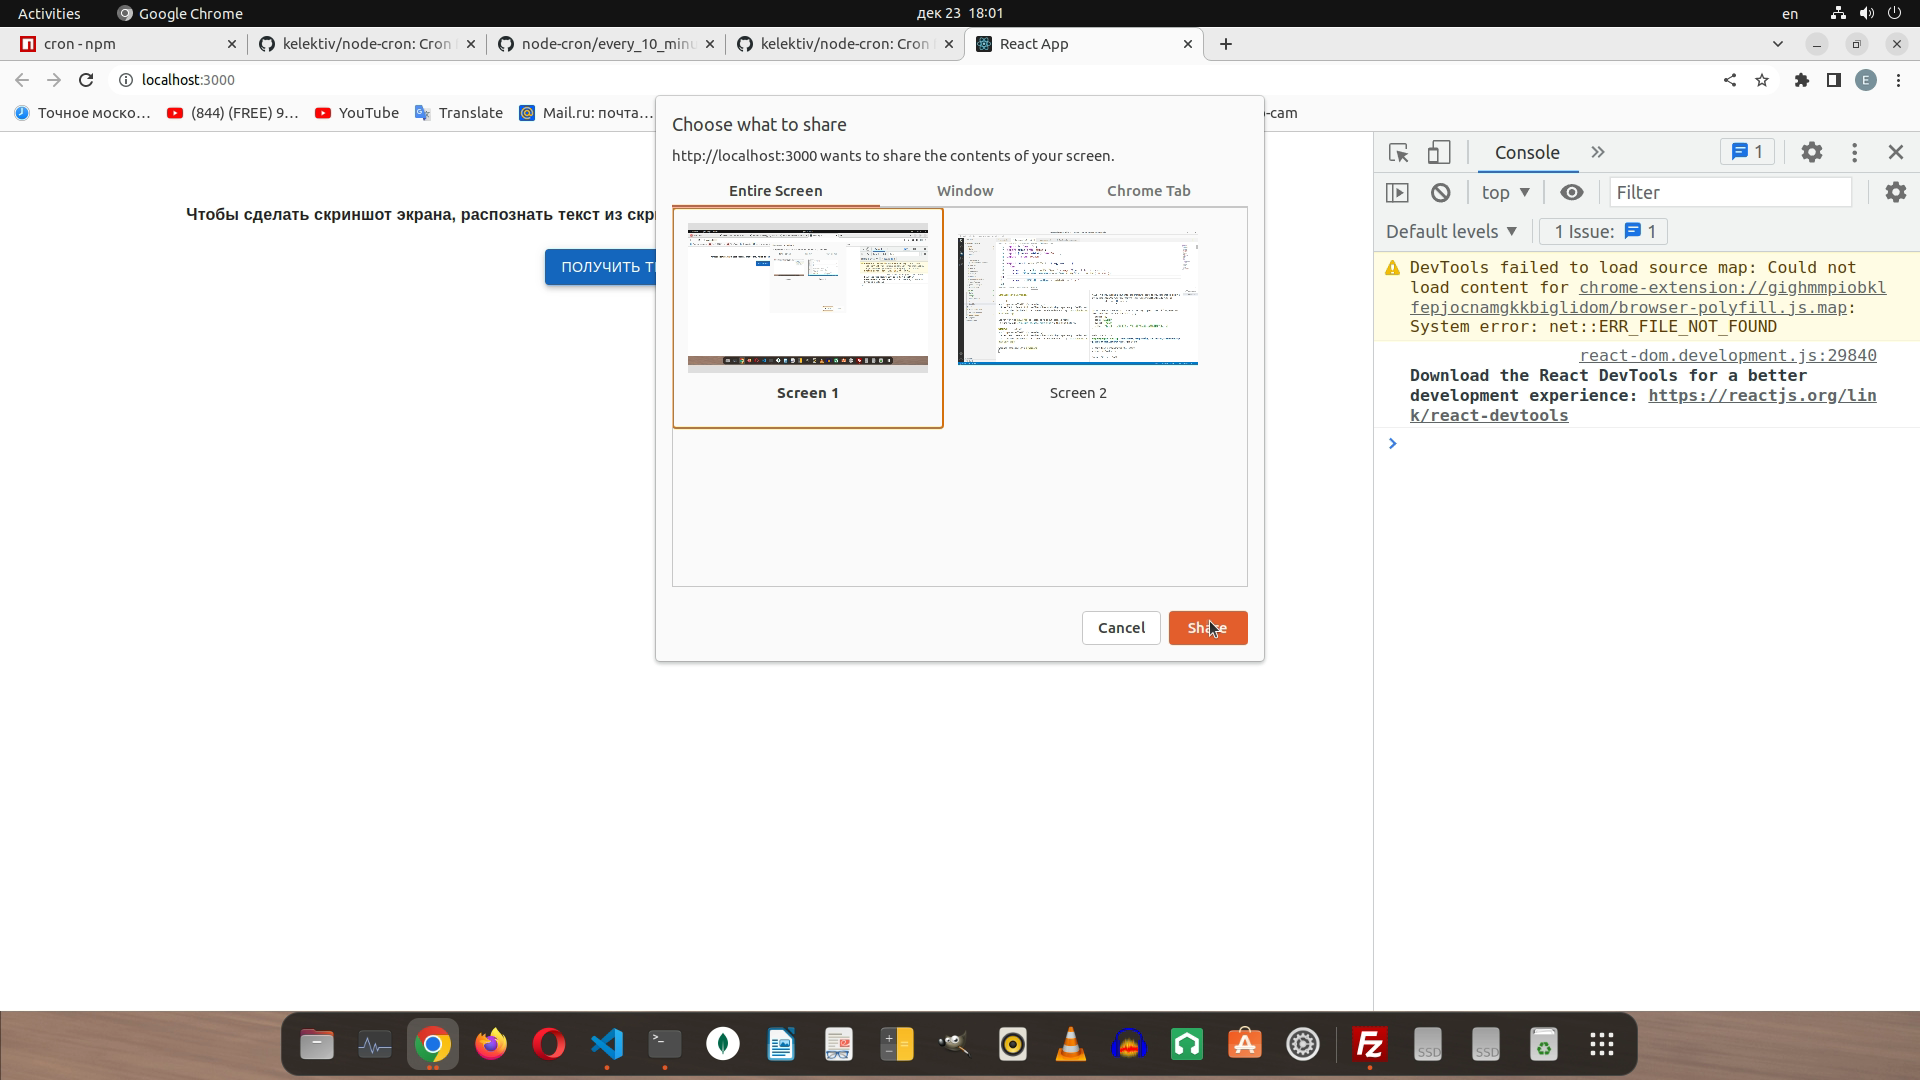 Activities
Google Chrome
дек 23 18:01
en
cron - npm
kelektiv/node-cron: Cron
node-cron/every_10_minu
kelektiv/node-cron: Cron
React App
localhost:3000
E
Точное моско...
(844) (FREE) 9...
YouTube
Translate
Mail.ru: почта...
-cam
Чтобы сделать скриншот экрана, распознать текст из скр
ПОЛУЧИТЬ
Choose what to share
http://localhost:3000 wants to share the contents of your screen.
Entire Screen
Window
Chrome Tab
Screen 1
Screen 2
Cancel
Share
Console
1
top
Filter
Default levels
1 Issue: 1
DevTools failed to load source map: Could not
load content for chrome-extension://gighmmpiobkl
fepjocnamgkkbiglidom/browser-polyfill.js.map:
System error: net::ERR_FILE_NOT_FOUND
react-dom.development.js:29840
Download the React DevTools for a better
development experience: https://reactjs.org/lin
k/react-devtools
SSD
SSD